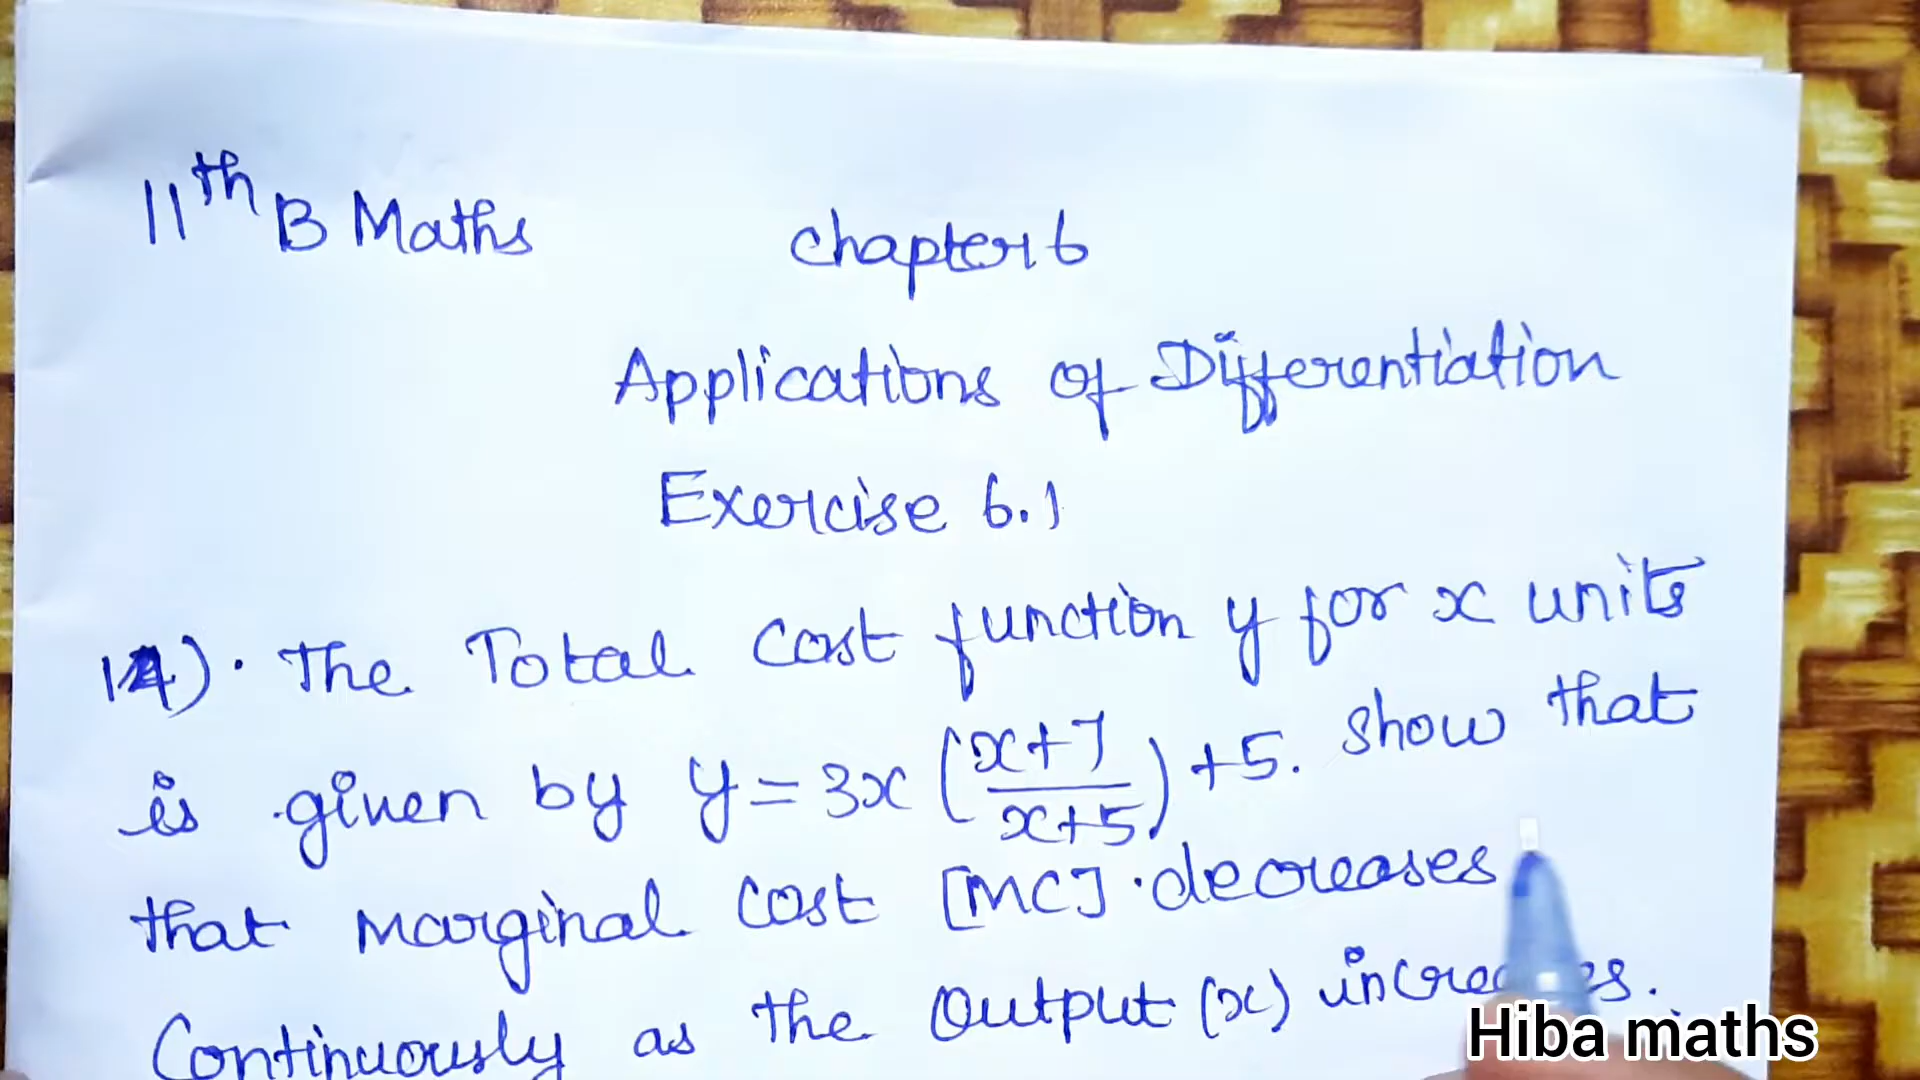 11th B Maths chapter 6
Applications of Differentiation
Exercise 6.1
14). The Total cost function y for x units
is given by y = 3x (x+7/x+5) +5. Show that
that marginal cost [MC] decreases
Continuously as the Output (x) increases.
Hiba maths